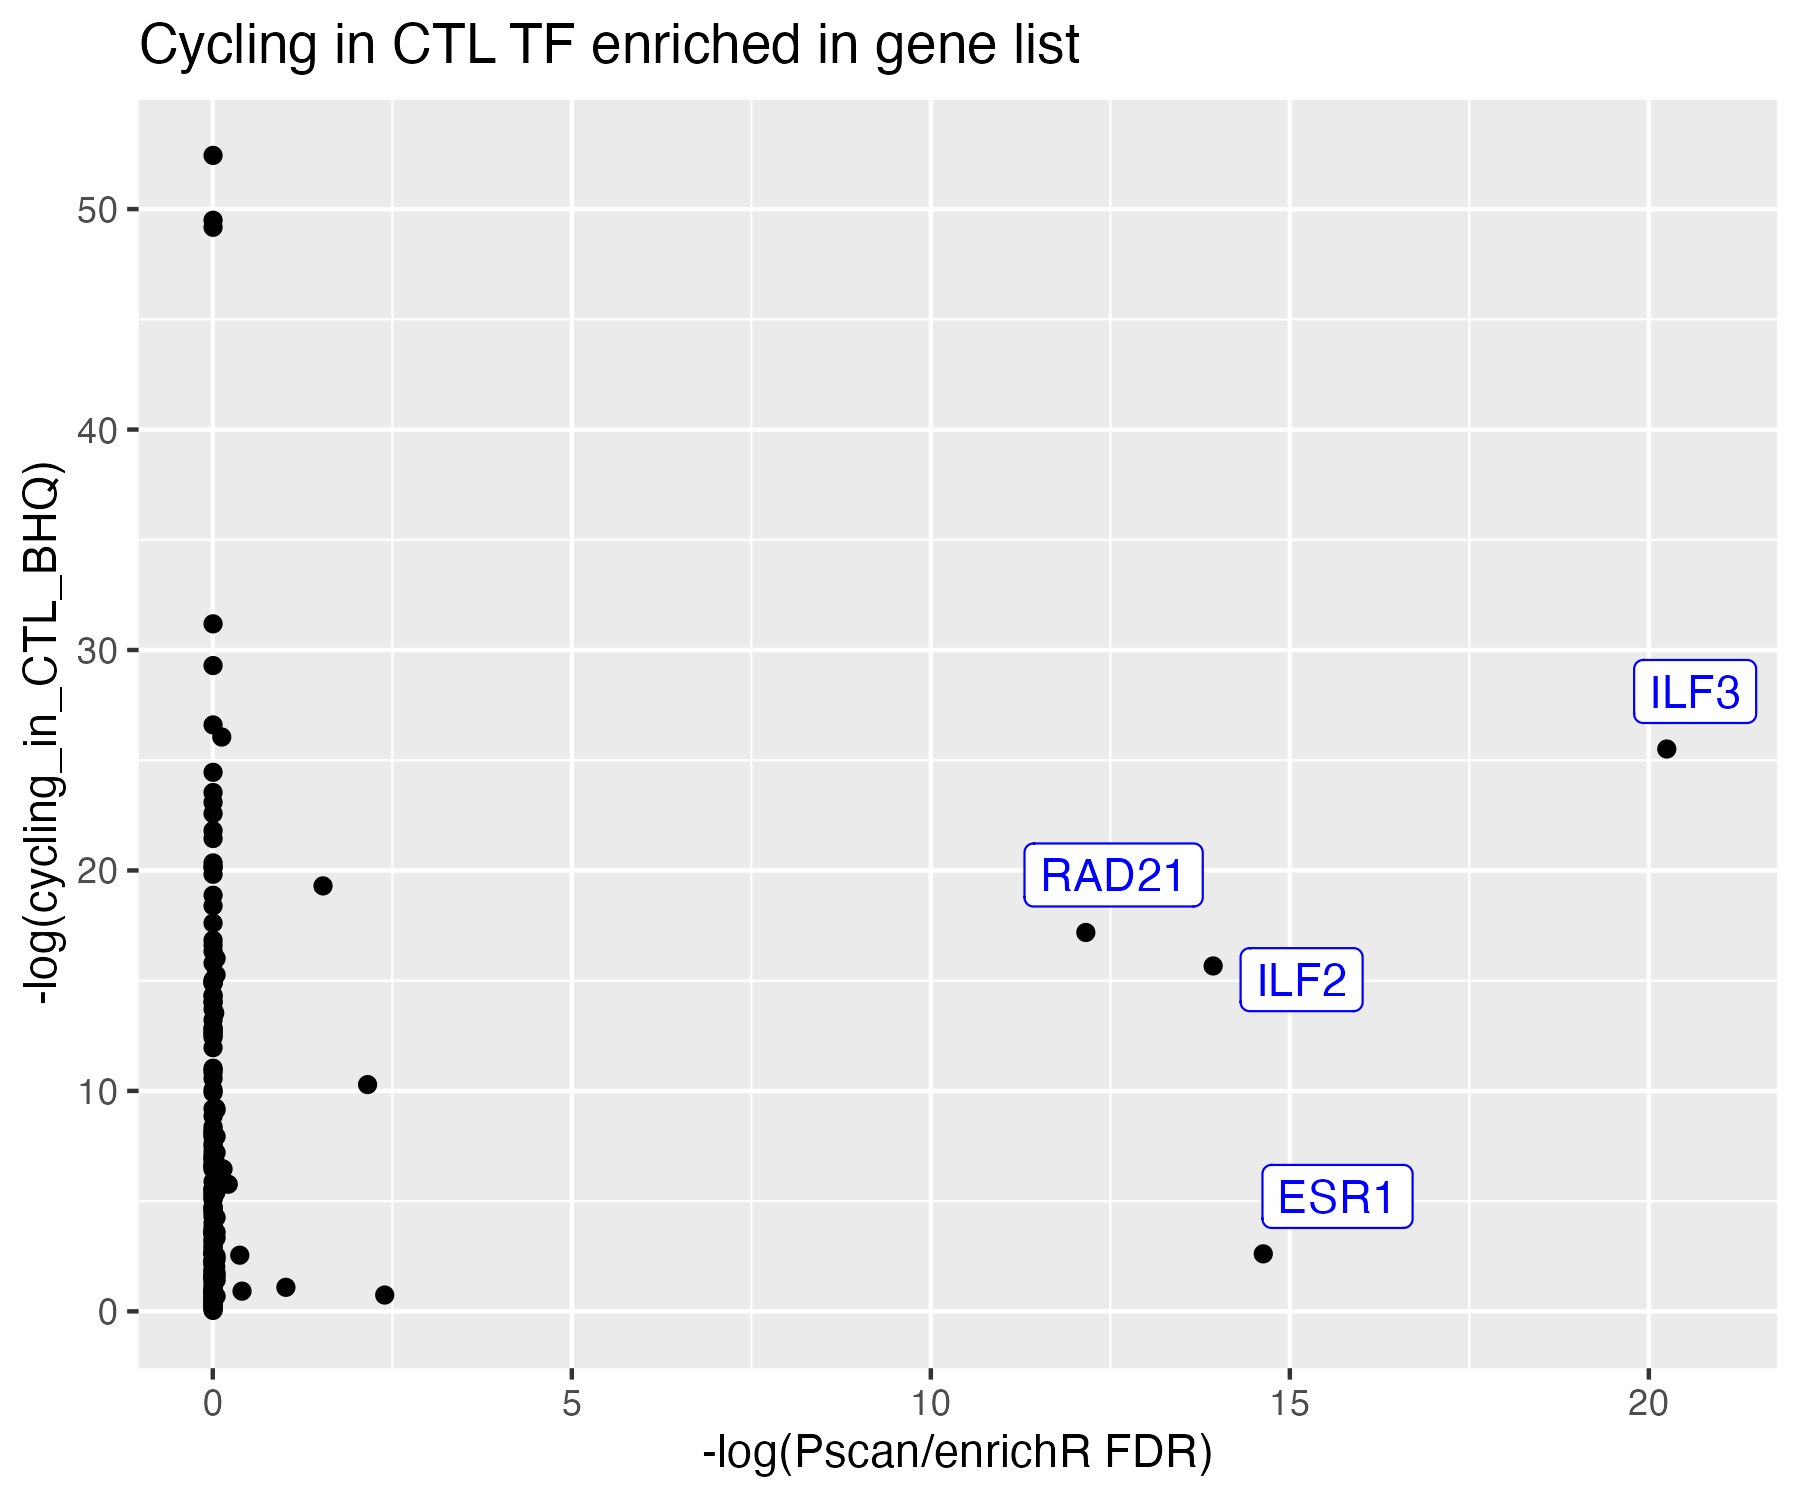 Cycling in CTL TF enriched in gene list
-log(cycling_in_CTL_BHQ)
50
40
30
20
10
0
ILF3
RAD21
ILF2
ESR1
0 5 10 15 20
-log(Pscan/enrichR FDR)